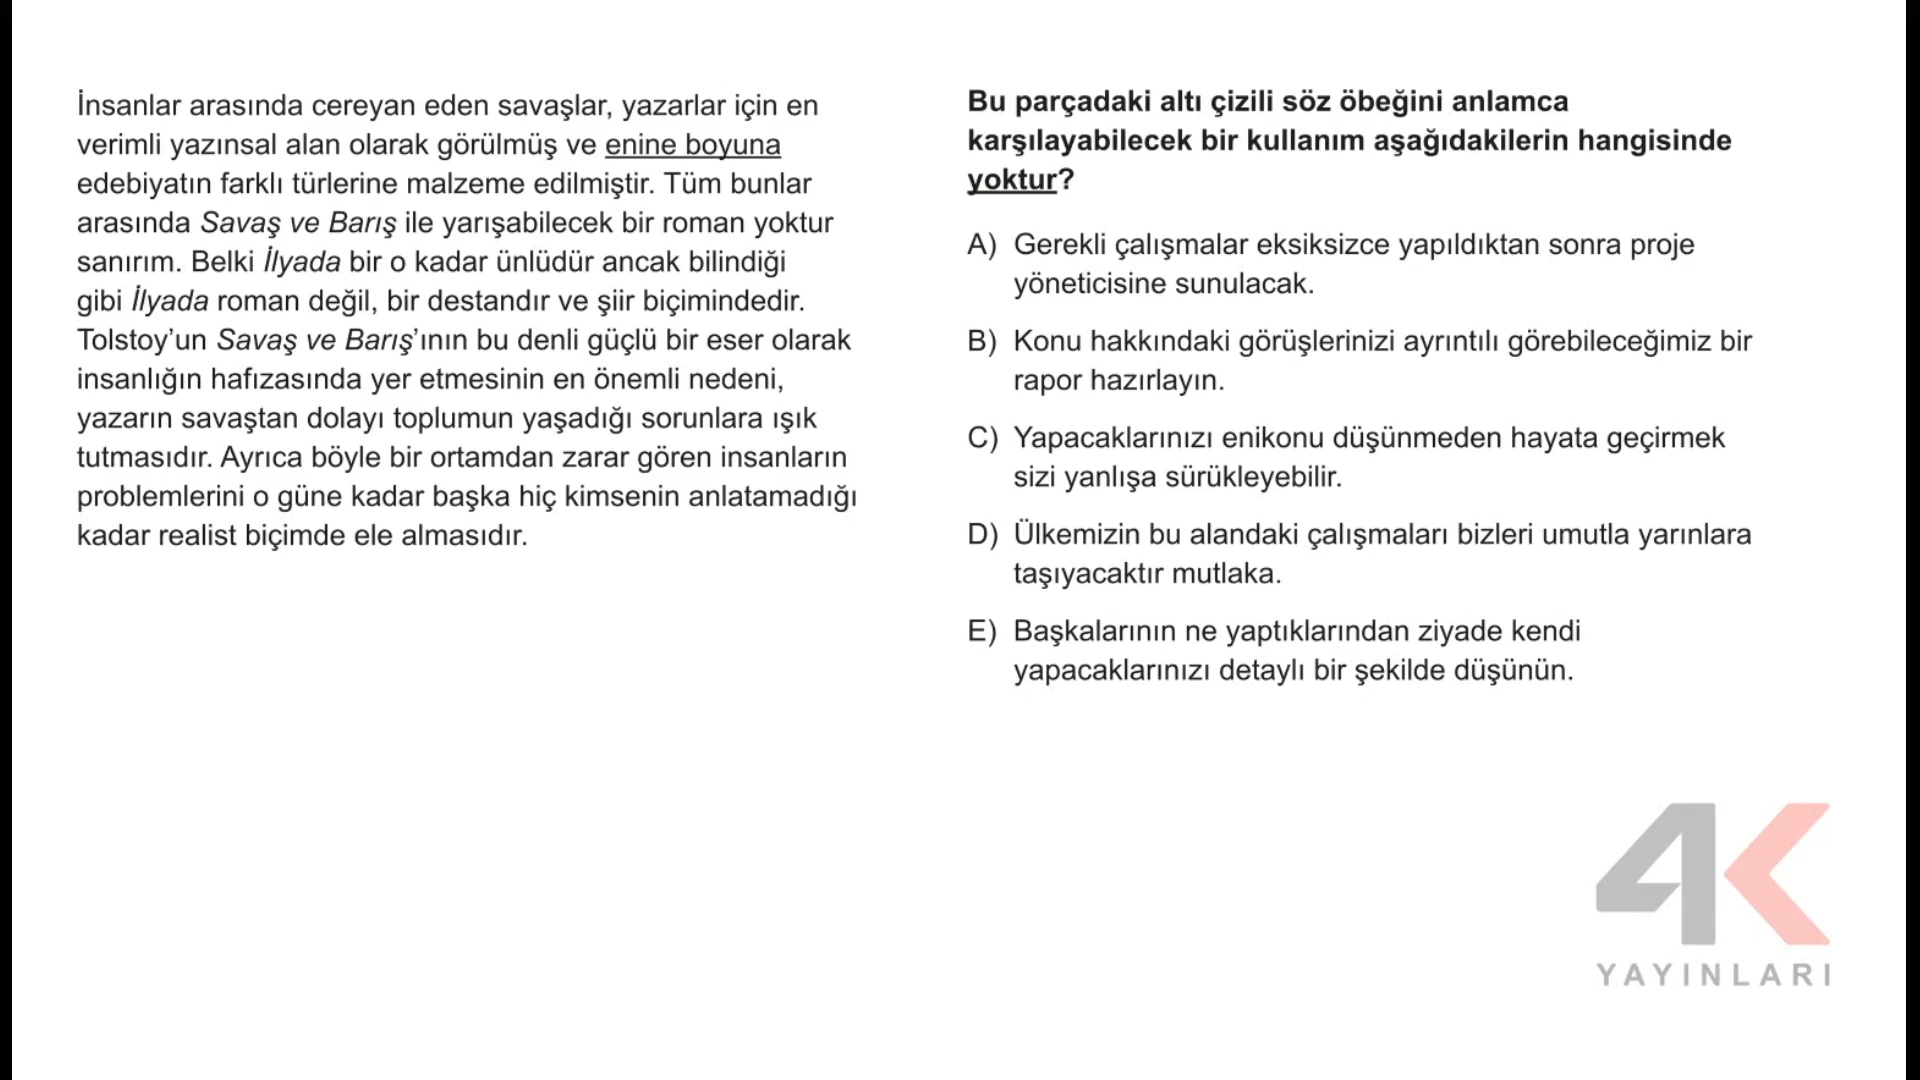 İnsanlar arasında cereyan eden savaşlar, yazarlar için en
verimli yazınsal alan olarak görülmüş ve enine boyuna
edebiyatın farklı türlerine malzeme edilmiştir. Tüm bunlar
arasında Savaş ve Barış ile yarışabilecek bir roman yoktur
sanırım. Belki İlyada bir o kadar ünlüdür ancak bilindiği
gibi İlyada roman değil, bir destandır ve şiir biçimindedir.
Tolstoy’un Savaş ve Barış’ının bu denli güçlü bir eser olarak
insanlığın hafızasında yer etmesinin en önemli nedeni,
yazarın savaştan dolayı toplumun yaşadığı sorunlara ışık
tutmasıdır. Ayrıca böyle bir ortamdan zarar gören insanların
problemlerini o güne kadar başka hiç kimsenin anlatamadığı
kadar realist biçimde ele almasıdır.
Bu parçadaki altı çizili söz öbeğini anlamca
karşılayabilecek bir kullanım aşağıdakilerin hangisinde
yoktur?
A) Gerekli çalışmalar eksiksizce yapıldıktan sonra proje
yöneticisine sunulacak.
B) Konu hakkındaki görüşlerinizi ayrıntılı görebileceğimiz bir
rapor hazırlayın.
C) Yapacaklarınızı enikonu düşünmeden hayata geçirmek
sizi yanlışa sürükleyebilir.
D) Ülkemizin bu alandaki çalışmaları bizleri umutla yarınlara
taşıyacaktır mutlaka.
E) Başkalarının ne yaptıklarından ziyade kendi
yapacaklarınızı detaylı bir şekilde düşünün.
4K
YAYINLARI